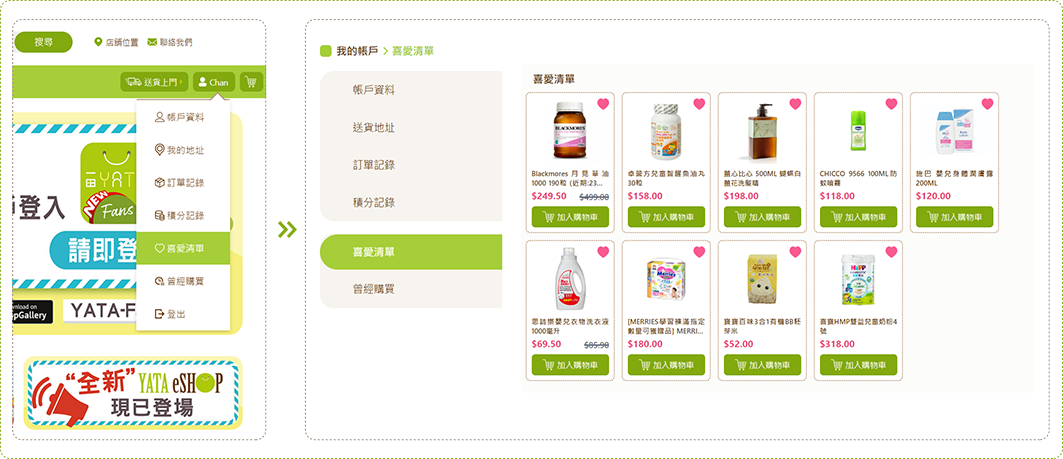 搜尋
店舖位置
聯絡我們
送貨上門
Chan
帳戶資料
我的地址
訂單記錄
積分記錄
喜愛清單
曾經購買
登出
登入
YATA
NEW
Fans
請即登
pGallery
YATA-F
“全新”YATA eSHOP
現已登場
我的帳戶 > 喜愛清單
帳戶資料
送貨地址
訂單記錄
積分記錄
喜愛清單
曾經購買
喜愛清單
BLACKMORES
Blackmores 月見草油
1000 190粒 (近期:23...
$249.50 $499.00
加入購物車
卓營方兒童智醒魚油丸
30粒
$158.00
加入購物車
薑心比心 500ML 蝴蝶白
薑花洗髮精
$198.00
加入購物車
CHICCO 9566 100ML 防
蚊噴霧
$118.00
加入購物車
施巴 嬰兒身體潤膚露
200ML
$120.00
加入購物車
思詩樂嬰兒衣物洗衣液
1000毫升
$69.50 $85.90
加入購物車
Merries
[MERRIES學習褲滿指定
數量可獲贈品] MERRI...
$180.00
加入購物車
寶寶百味3合1有機BB胚
芽米
$52.00
加入購物車
HiPP
喜寶HMP雙益兒童奶粉4
號
$318.00
加入購物車